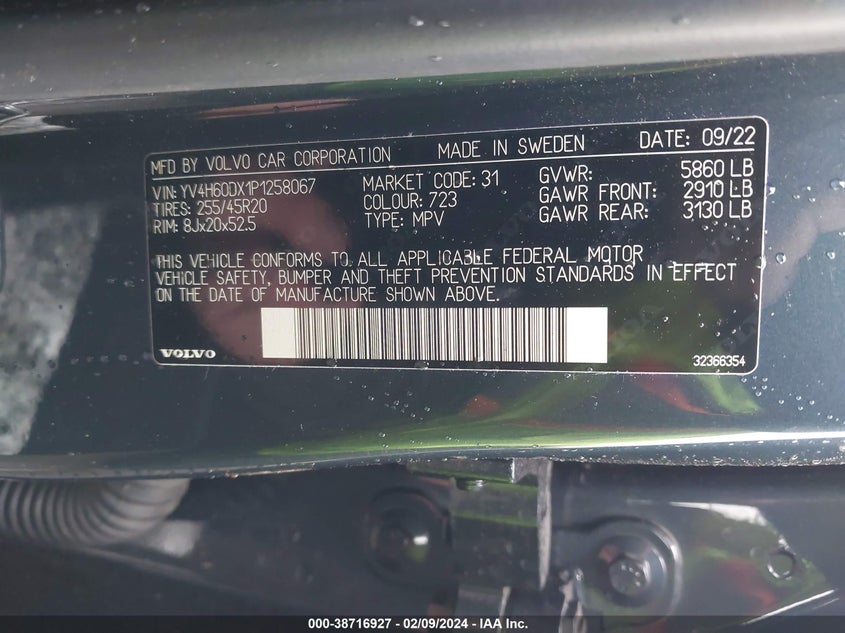 MFD BY VOLVO CAR CORPORATION MADE IN SWEDEN DATE: 09/22
VIN: YV4H60DX1P1258067 MARKET CODE: 31 GVWR: 5860 LB
TIRES: 255/45R20 COLOUR: 723 GAWR FRONT: 2910 LB
RIM: 8Jx20x52.5 TYPE: MPV GAWR REAR: 3130 LB
THIS VEHICLE CONFORMS TO ALL APPLICABLE FEDERAL MOTOR
VEHICLE SAFETY, BUMPER AND THEFT PREVENTION STANDARDS IN EFFECT
ON THE DATE OF MANUFACTURE SHOWN ABOVE.
VOLVO 32366354
000-38716927 - 02/09/2024 - IAA Inc.